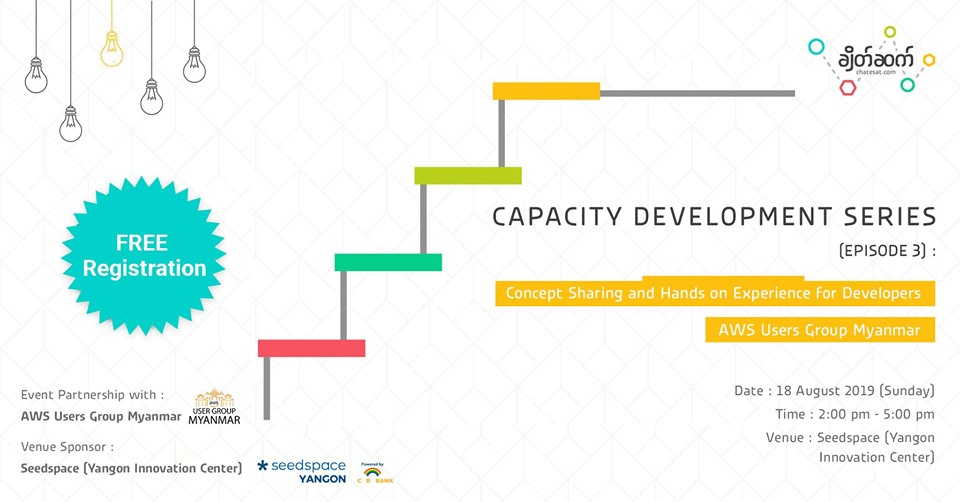 ချိတ်ဆက်
chatesat.com
FREE
Registration
CAPACITY DEVELOPMENT SERIES
(EPISODE 3) :
Concept Sharing and Hands on Experience for Developers
AWS Users Group Myanmar
Event Partnership with :
AWS Users Group Myanmar
aws
USER GROUP
MYANMAR
Venue Sponsor :
Seedspace (Yangon Innovation Center)
seedspace
YANGON
Powered by
C B BANK
Date : 18 August 2019 (Sunday)
Time : 2:00 pm - 5:00 pm
Venue : Seedspace (Yangon
Innovation Center)